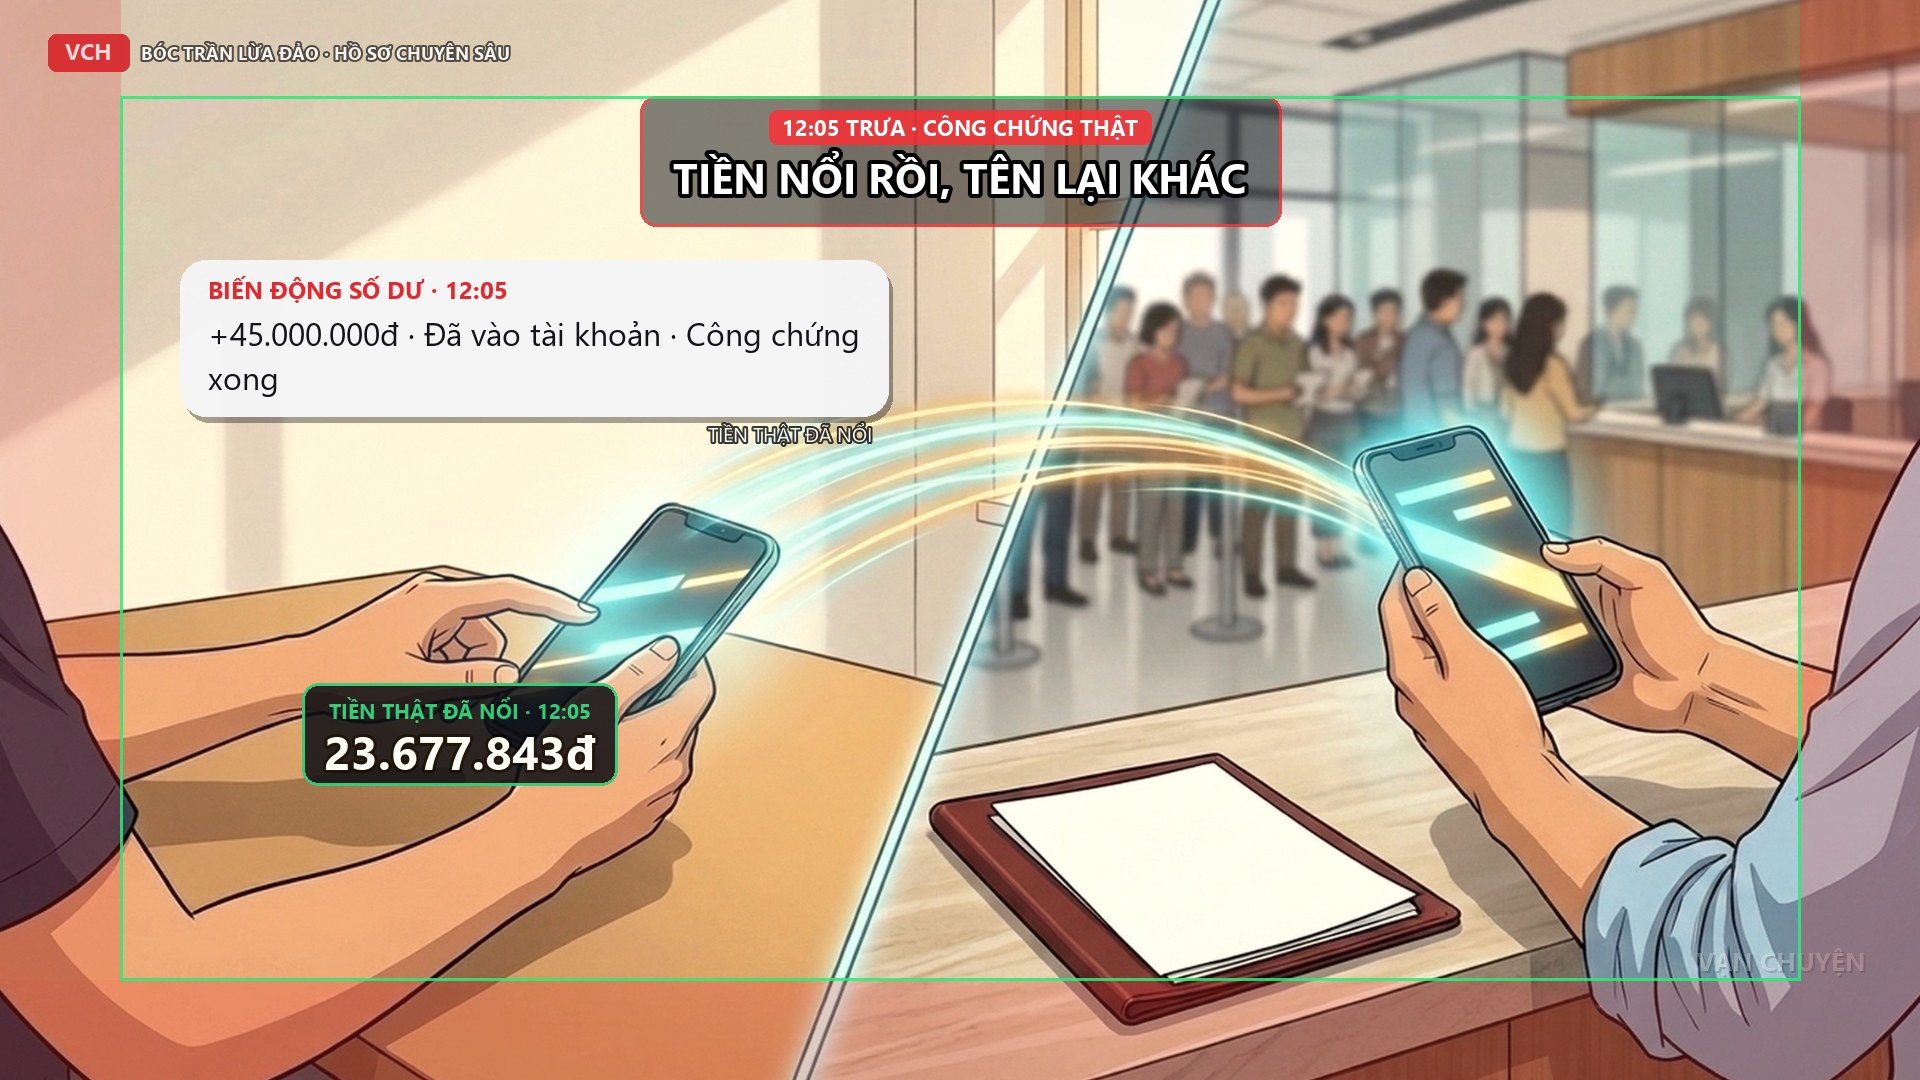 VCH BÓC TRẦN LỪA ĐẢO · HỒ SƠ CHUYÊN SÂU
12:05 TRƯA · CÔNG CHỨNG THẬT
TIỀN NỔI RỒI, TÊN LẠI KHÁC
BIẾN ĐỘNG SỐ DƯ · 12:05
+45.000.000đ · Đã vào tài khoản · Công chứng
xong
TIỀN THẬT ĐÃ NỔI
TIỀN THẬT ĐÃ NỔI · 12:05
23.677.843đ
VẠN CHUYỆN